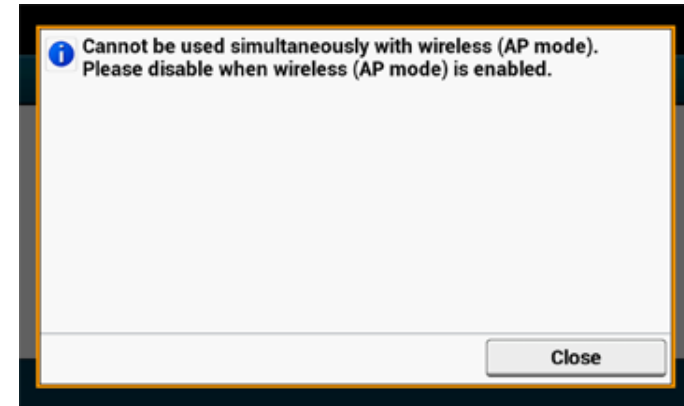 Cannot be used simultaneously with wireless (AP mode).
Please disable when wireless (AP mode) is enabled.
Close